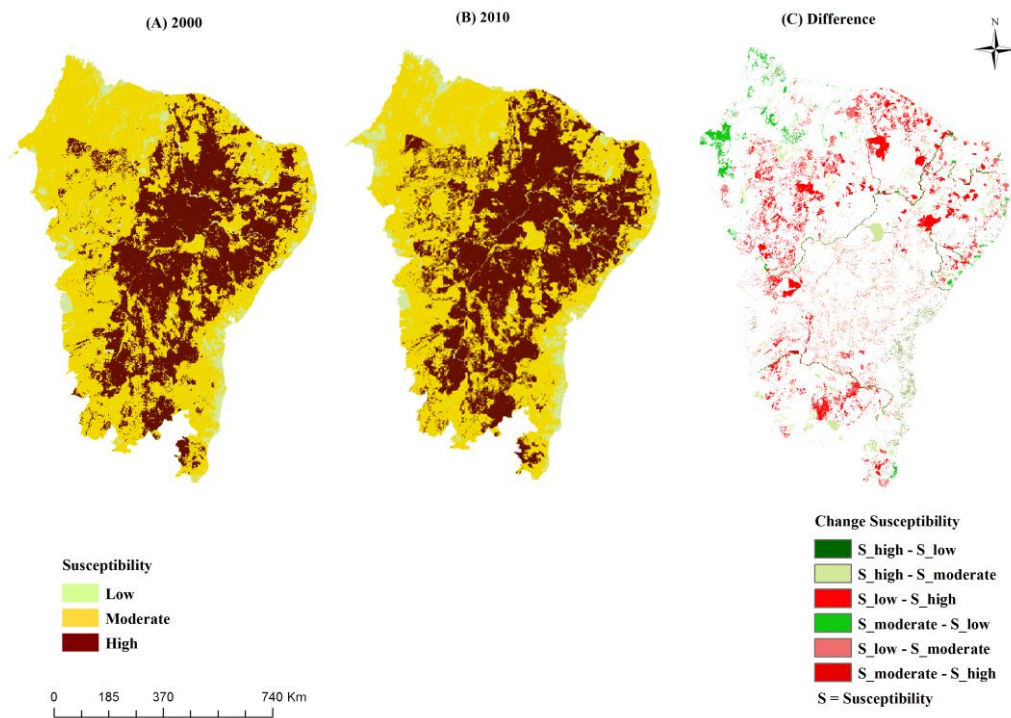 (A) 2000
(B) 2010
(C) Difference
N
Susceptibility
Low
Moderate
High
0 185 370 740 Km
Change Susceptibility
S_high - S_low
S_high - S_moderate
S_low - S_high
S_moderate - S_low
S_low - S_moderate
S_moderate - S_high
S = Susceptibility